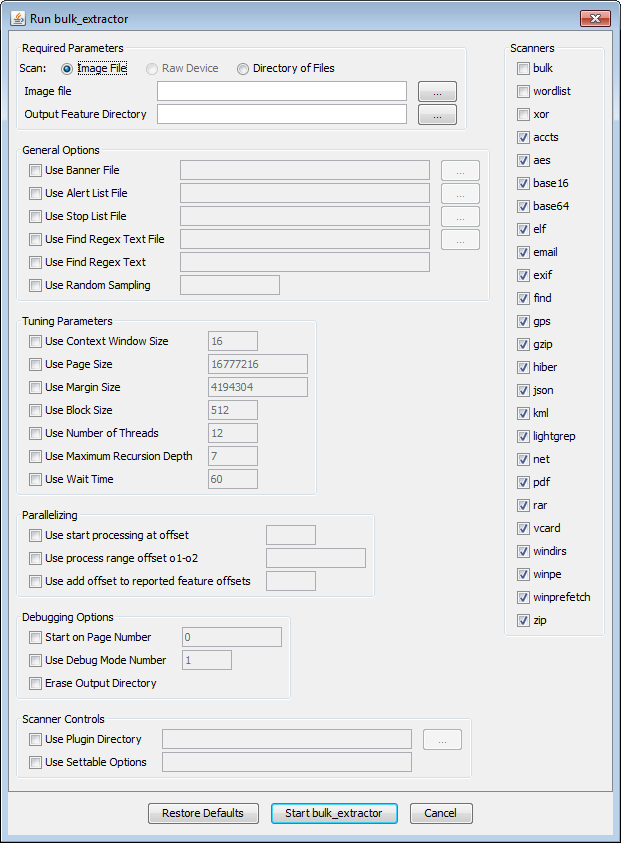 Run bulk_extractor
Required Parameters
Scan: Image File Raw Device Directory of Files
Image file ...
Output Feature Directory ...
General Options
Use Banner File ...
Use Alert List File ...
Use Stop List File ...
Use Find Regex Text File ...
Use Find Regex Text
Use Random Sampling
Tuning Parameters
Use Context Window Size 16
Use Page Size 16777216
Use Margin Size 4194304
Use Block Size 512
Use Number of Threads 12
Use Maximum Recursion Depth 7
Use Wait Time 60
Parallelizing
Use start processing at offset
Use process range offset o1-o2
Use add offset to reported feature offsets
Debugging Options
Start on Page Number 0
Use Debug Mode Number 1
Erase Output Directory
Scanner Controls
Use Plugin Directory ...
Use Settable Options
Scanners
bulk
wordlist
xor
accts
aes
base16
base64
elf
email
exif
find
gps
gzip
hiber
json
kml
lightgrep
net
pdf
rar
vcard
windirs
winpe
winprefetch
zip
Restore Defaults Start bulk_extractor Cancel